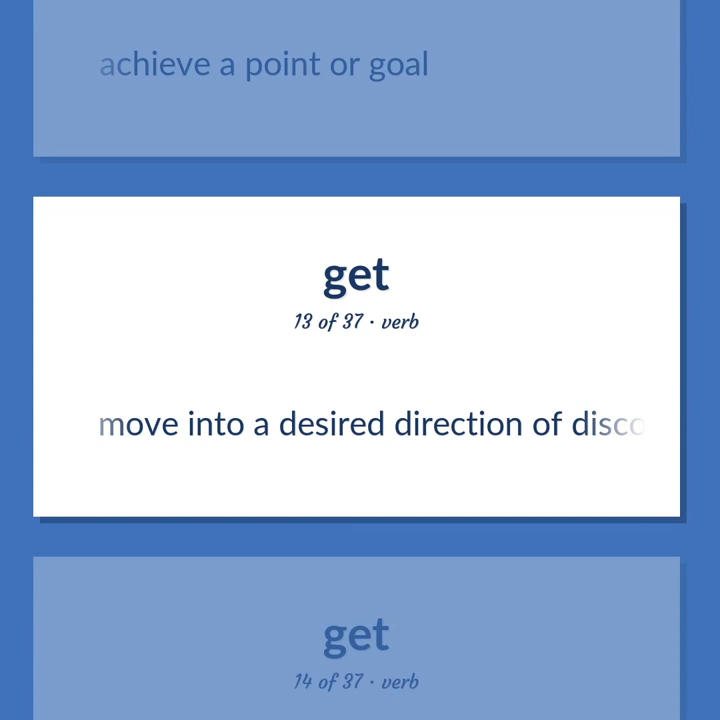 achieve a point or goal
get
13 of 37 · verb
move into a desired direction of disco
get
14 of 37 · verb